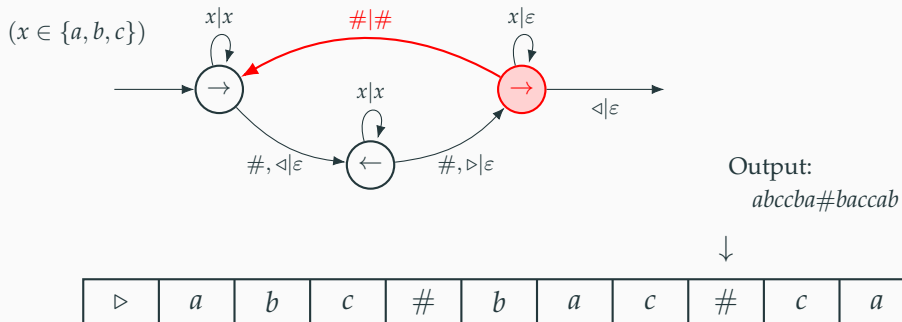 (x ∈ {a, b, c})
x|x
#|#
x|ε
→
→
x|x
◁|ε
#, ◁|ε
←
#, ▷|ε
Output:
abccba#baccab
↓
▷ a b c # b a c # c a